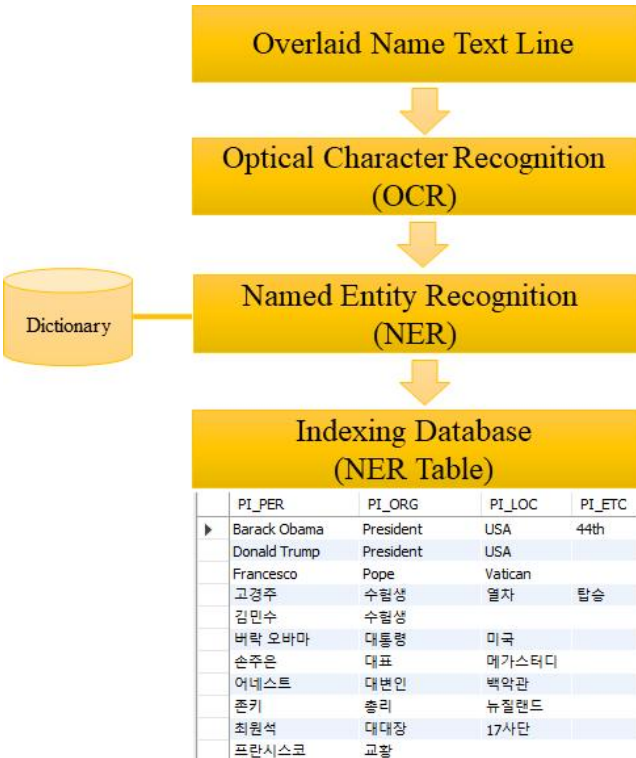 Overlaid Name Text Line
Optical Character Recognition
(OCR)
Dictionary
Named Entity Recognition
(NER)
Indexing Database
(NER Table)
PI_PER PI_ORG PI_LOC PI_ETC
Barack Obama President USA 44th
Donald Trump President USA
Francesco Pope Vatican
고경주 수험생 열차 탑승
김민수 수험생
버락 오바마 대통령 미국
손주은 대표 메가스터디
어네스트 대변인 백악관
존키 총리 뉴질랜드
최원석 대대장 17사단
프란시스코 교황